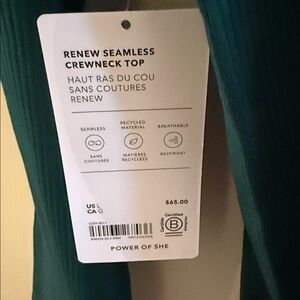 RENEW SEAMLESS
CREWNECK TOP
HAUT RAS DU COU
SANS COUTURES
RENEW
SEAMLESS
RECYCLED
MATERIAL
BREATHABLE
SANS
COUTURES
MATIÈRES
RECYCLÉES
RESPIRANT
US L
CA G
$65.00
Certified
B
POWER OF SHE